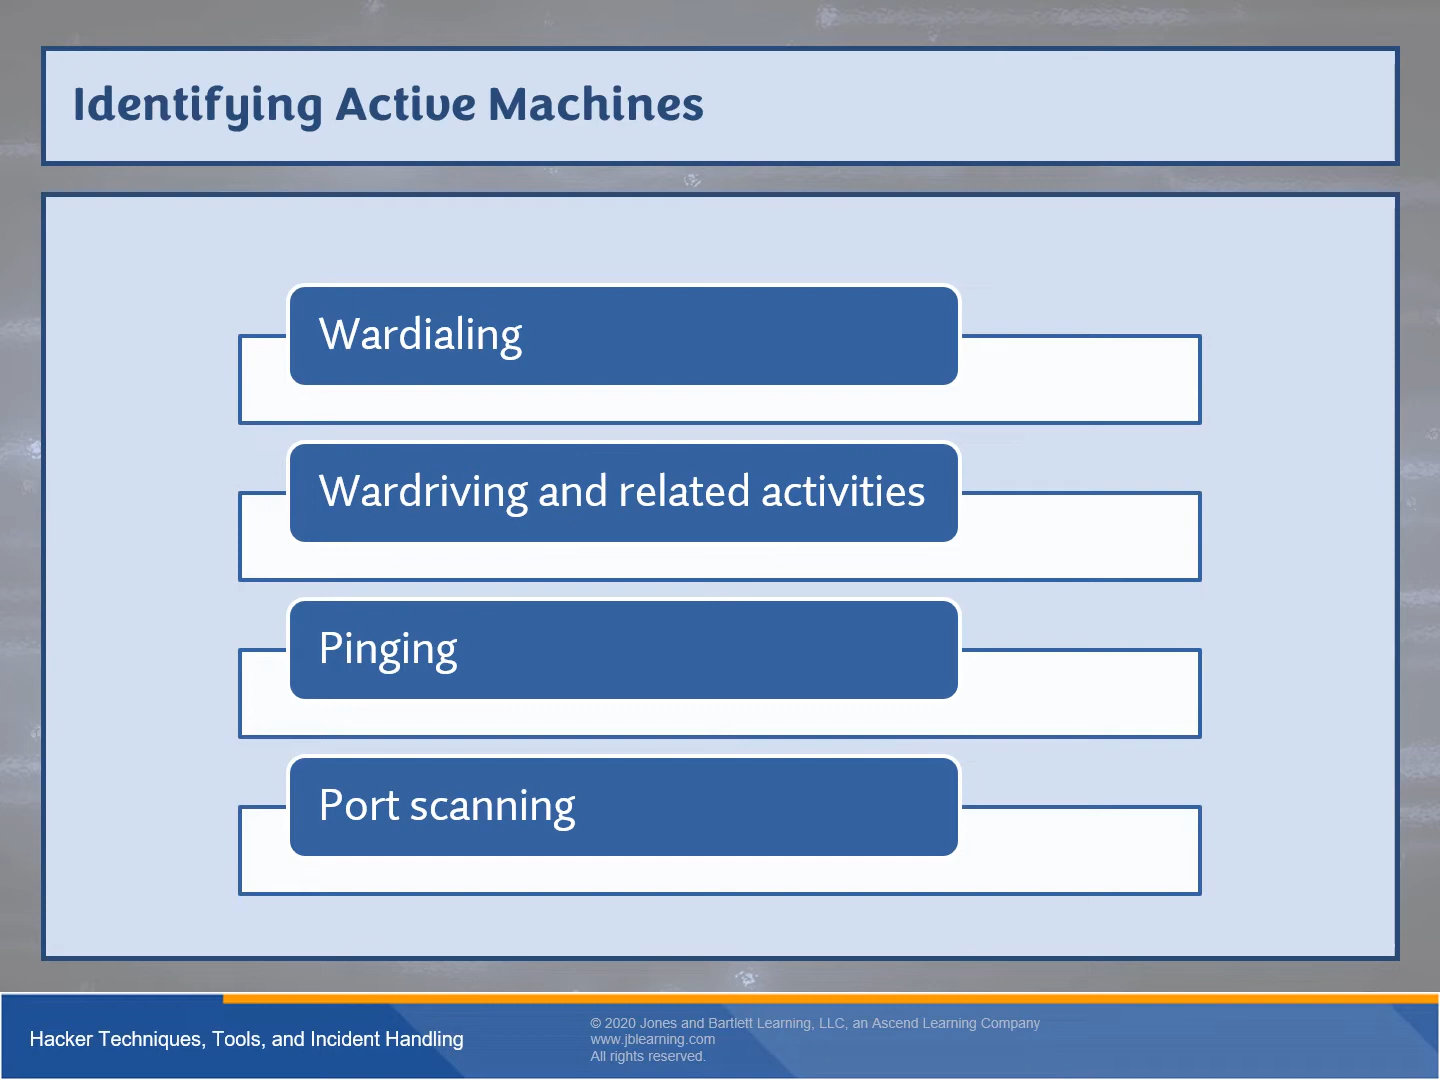 Identifying Active Machines
Wardialing
Wardriving and related activities
Pinging
Port scanning
Hacker Techniques, Tools, and Incident Handling
© 2020 Jones and Bartlett Learning, LLC, an Ascend Learning Company
www.jblearning.com
All rights reserved.